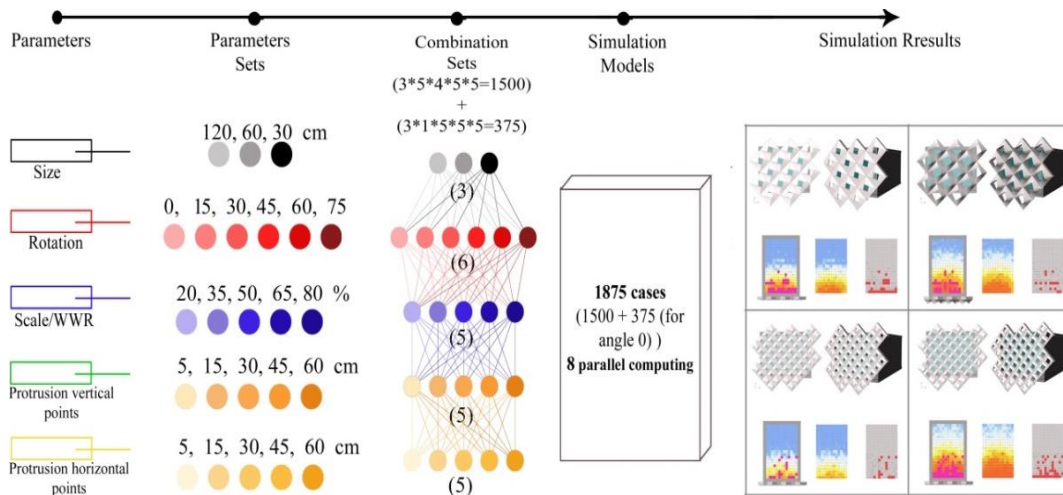 Parameters
Parameters
Sets
Combination
Sets
(3*5*4*5*5=1500)
+
(3*1*5*5*5=375)
Simulation
Models
Simulation Rresults
Size
120, 60, 30 cm
(3)
Rotation
0, 15, 30, 45, 60, 75
(6)
Scale/WWR
20, 35, 50, 65, 80 %
(5)
Protrusion vertical
points
5, 15, 30, 45, 60 cm
(5)
Protrusion horizontal
points
5, 15, 30, 45, 60 cm
(5)
1875 cases
(1500 + 375 (for
angle 0) )
8 parallel computing